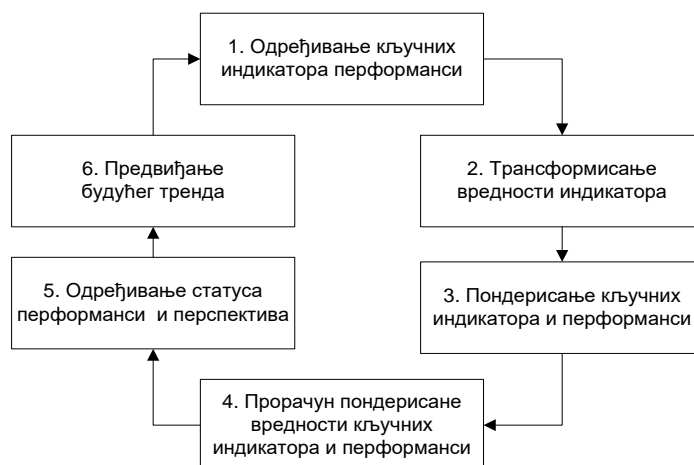 1. Одређивање кључних
индикатора перформанси
2. Трансформисање
вредности индикатора
3. Пондерисање кључних
индикатора и перформанси
4. Прорачун пондерисане
вредности кључних
индикатора и перформанси
5. Одређивање статуса
перформанси и перспектива
6. Предвиђање
будућег тренда